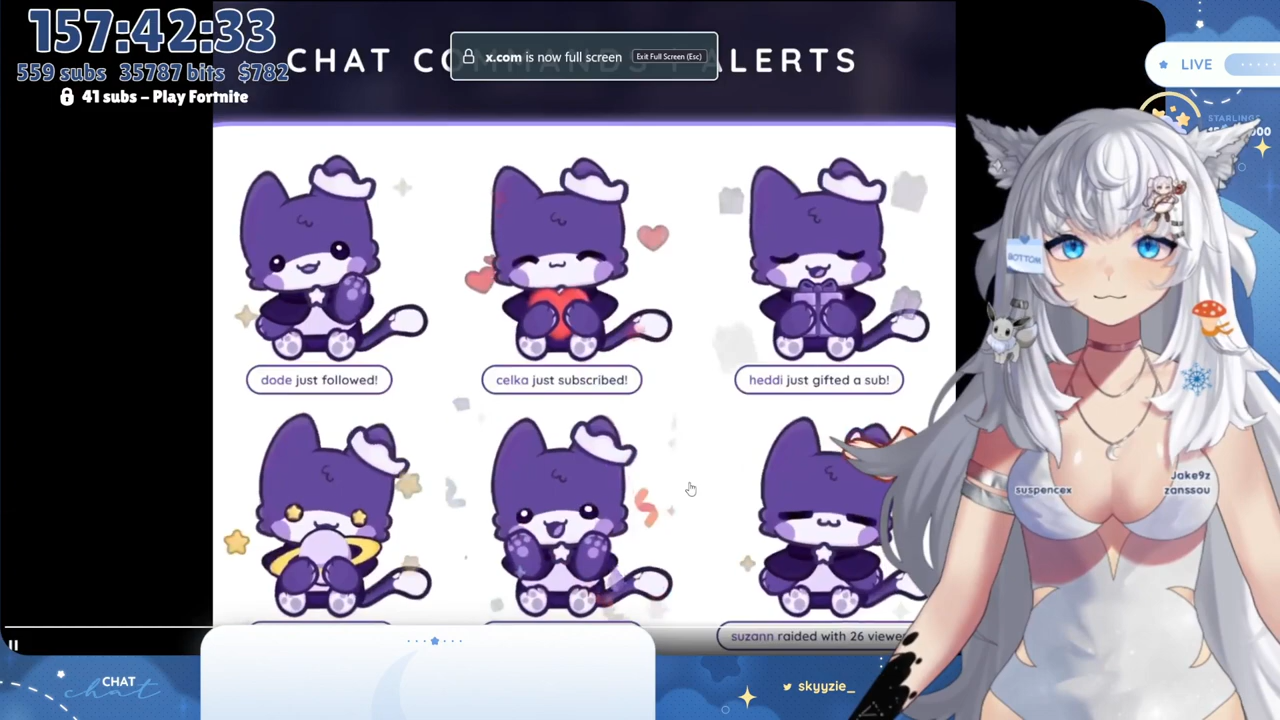 157:42:33
559 subs 35787 bits $782
41 subs – Play Fortnite
CHAT ALERTS
x.com is now full screen
Exit Full Screen (Esc)
LIVE
BOTTOM
dode just followed!
celka just subscribed!
heddi just gifted a sub!
suspencex
Jake9z
zanssou
suzann raided with 26 viewe
CHAT
chat
skyyzie_